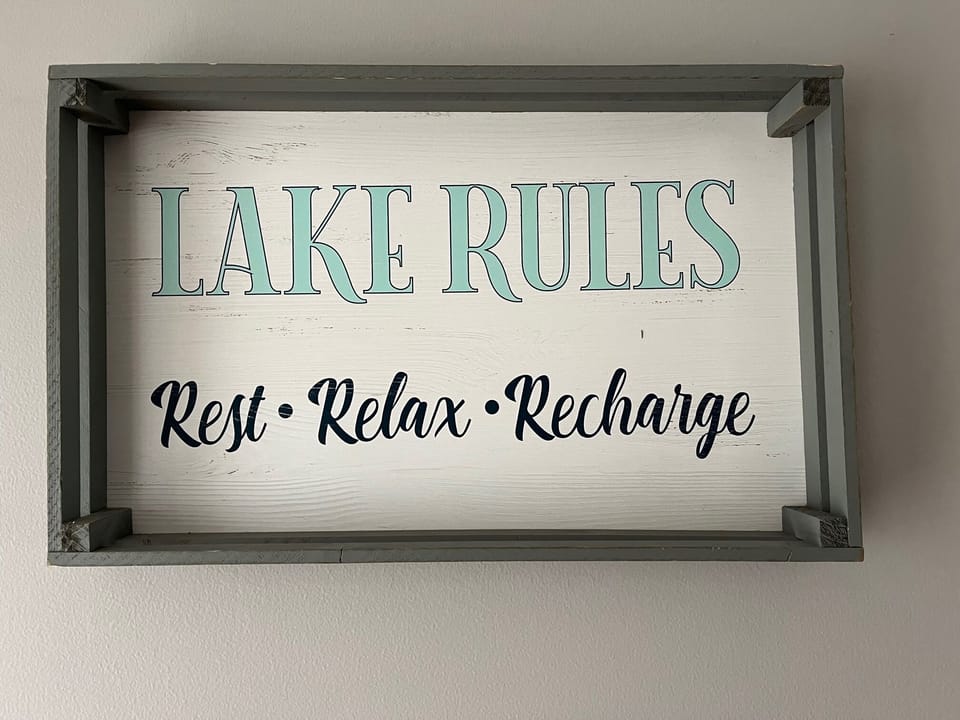 LAKE RULES
Rest • Relax • Recharge